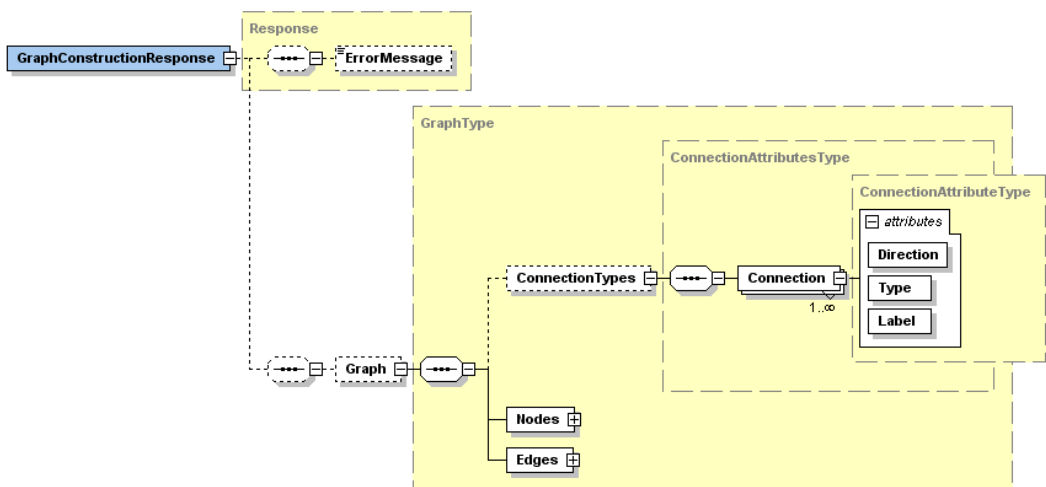 Response
GraphConstructionResponse
ErrorMessage
GraphType
ConnectionAttributesType
ConnectionAttributeType
attributes
Direction
ConnectionTypes
Connection
Type
1..∞
Label
Graph
Nodes
Edges